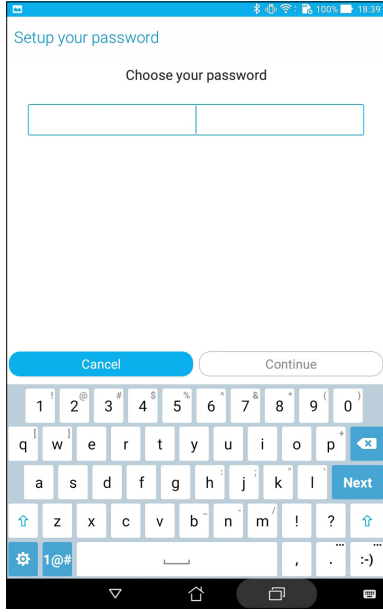 100% 18:39
Setup your password
Choose your password
Cancel Continue
1 ! 2 @ 3 # 4 $ 5 % 6 ^ 7 & 8 * 9 ( 0 )
q [ w ] e r t y u i o p +
a s d f g h : j ; k " l ' Next
z x c v b _ n - m / ! ?
1@# , . ... :-) ...